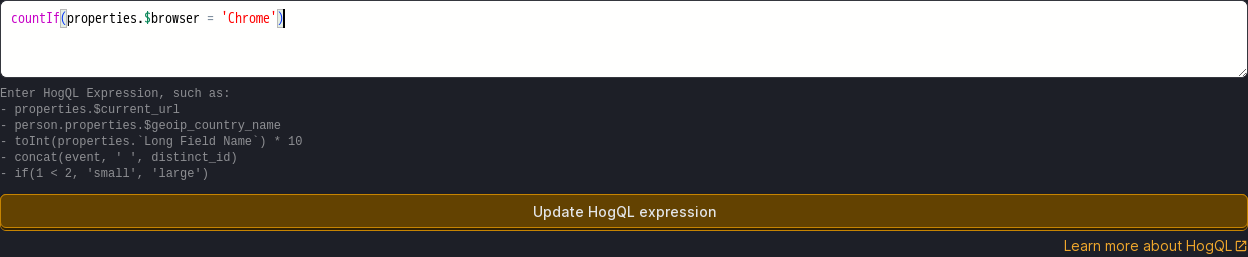 countIf(properties.$browser = 'Chrome')
Enter HogQL Expression, such as:
- properties.$current_url
- person.properties.$geoip_country_name
- toInt(properties.`Long Field Name`) * 10
- concat(event, ' ', distinct_id)
- if(1 < 2, 'small', 'large')
Update HogQL expression
Learn more about HogQL